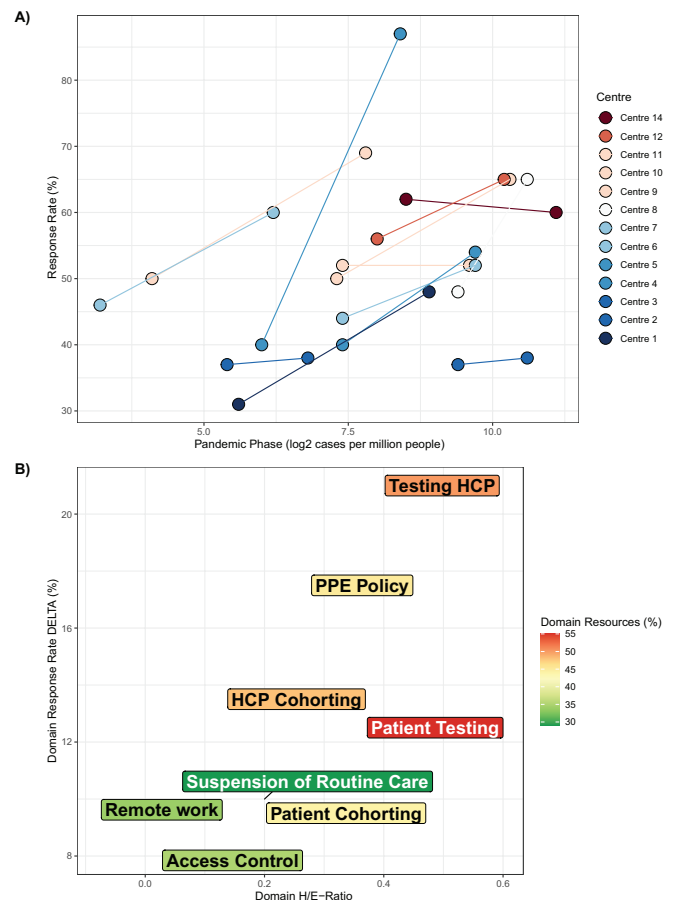 A)
Response Rate (%)
80
70
60
50
40
30
5.0 7.5 10.0
Pandemic Phase (log2 cases per million people)
Centre
Centre 14
Centre 12
Centre 11
Centre 10
Centre 9
Centre 8
Centre 7
Centre 6
Centre 5
Centre 4
Centre 3
Centre 2
Centre 1
B)
Domain Response Rate DELTA (%)
20
16
12
8
Testing HCP
PPE Policy
HCP Cohorting
Patient Testing
Suspension of Routine Care
Remote work
Patient Cohorting
Access Control
0.0 0.2 0.4 0.6
Domain H/E−Ratio
Domain Resources (%)
55
50
45
40
35
30